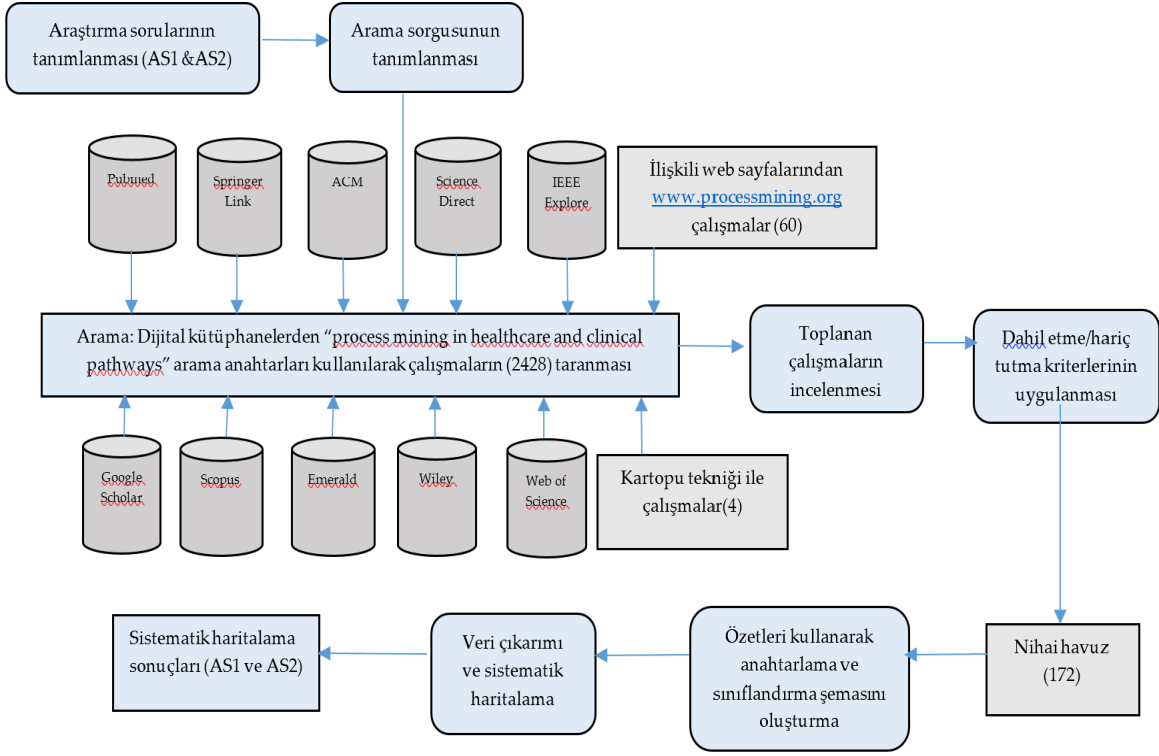 Araştırma sorularının
tanımlanması (AS1 &AS2)
Arama sorgusunun
tanımlanması
Pubmed
Springer
Link
ACM
Science
Direct
IEEE
Explore
İlişkili web sayfalarından
www.processmining.org
çalışmalar (60)
Arama: Dijital kütüphanelerden “process mining in healthcare and clinical
pathways” arama anahtarları kullanılarak çalışmaların (2428) taranması
Toplanan
çalışmaların
incelenmesi
Dahil etme/hariç
tutma kriterlerinin
uygulanması
Google
Scholar
Scopus
Emerald
Wiley
Web of
Science
Kartopu tekniği ile
çalışmalar(4)
Sistematik haritalama
sonuçları (AS1 ve AS2)
Veri çıkarımı
ve sistematik
haritalama
Özetleri kullanarak
anahtarlama ve
sınıflandırma şemasını
oluşturma
Nihai havuz
(172)